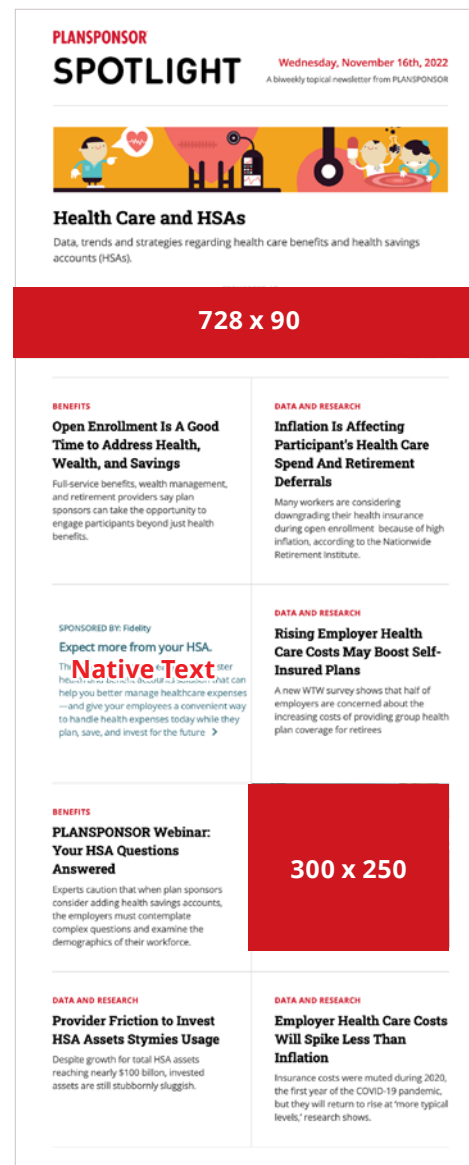 PLANSPONSOR
SPOTLIGHT
Wednesday, November 16th, 2022
A biweekly topical newsletter from PLANSPONSOR
Health Care and HSAs
Data, trends and strategies regarding health care benefits and health savings
accounts (HSAs).
728 x 90
BENEFITS
Open Enrollment Is A Good
Time to Address Health,
Wealth, and Savings
Full-service benefits, wealth management,
and retirement providers say plan
sponsors can take the opportunity to
engage participants beyond just health
benefits.
DATA AND RESEARCH
Inflation Is Affecting
Participant's Health Care
Spend And Retirement
Deferrals
Many workers are considering
downgrading their health insurance
during open enrollment because of high
inflation, according to the Nationwide
Retirement Institute.
SPONSORED BY: Fidelity
Expect more from your HSA.
Native Text
that can
help you better manage healthcare expenses
—and give your employees a convenient way
to handle health expenses today while they
plan, save, and invest for the future >
DATA AND RESEARCH
Rising Employer Health
Care Costs May Boost Self-
Insured Plans
A new WTW survey shows that half of
employers are concerned about the
increasing costs of providing group health
plan coverage for retirees
BENEFITS
PLANSPONSOR Webinar:
Your HSA Questions
Answered
Experts caution that when plan sponsors
consider adding health savings accounts,
the employers must contemplate
complex questions and examine the
demographics of their workforce.
300 x 250
DATA AND RESEARCH
Provider Friction to Invest
HSA Assets Stymies Usage
Despite growth for total HSA assets
reaching nearly $100 billon, invested
assets are still stubbornly sluggish.
DATA AND RESEARCH
Employer Health Care Costs
Will Spike Less Than
Inflation
Insurance costs were muted during 2020,
the first year of the COVID-19 pandemic,
but they will return to rise at 'more typical
levels,' research shows.